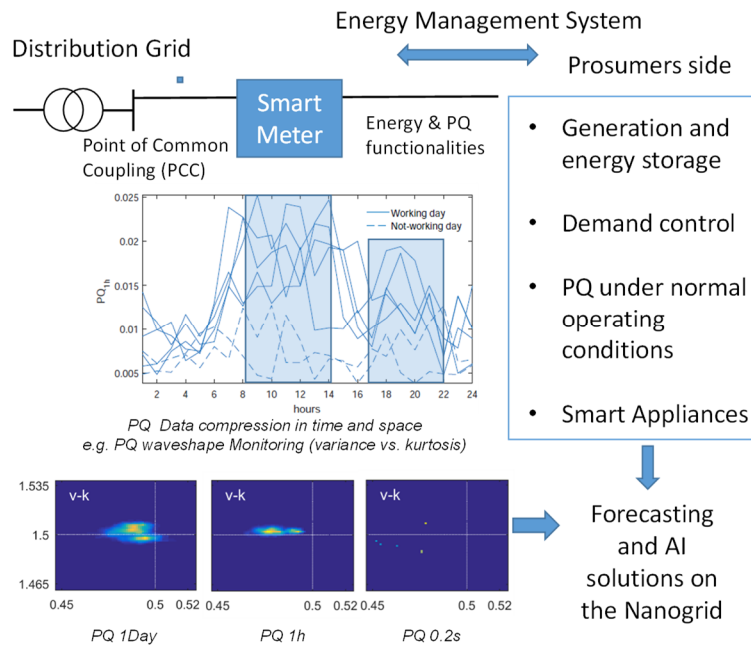 Energy Management System
Distribution Grid
Prosumers side
Smart
Meter
Point of Common
Coupling (PCC)
Energy & PQ
functionalities
• Generation and
energy storage
• Demand control
• PQ under normal
operating
conditions
• Smart Appliances
0.025
0.02
0.015
0.01
0.005
PQ1h
Working day
Not-working day
2 4 6 8 10 12 14 16 18 20 22 24
hours
PQ Data compression in time and space
e.g. PQ waveshape Monitoring (variance vs. kurtosis)
1.535
1.5
1.465
v-k
v-k
v-k
0.45 0.5 0.52
0.45 0.5 0.52
0.45 0.5 0.52
PQ 1Day
PQ 1h
PQ 0.2s
Forecasting
and AI
solutions on
the Nanogrid